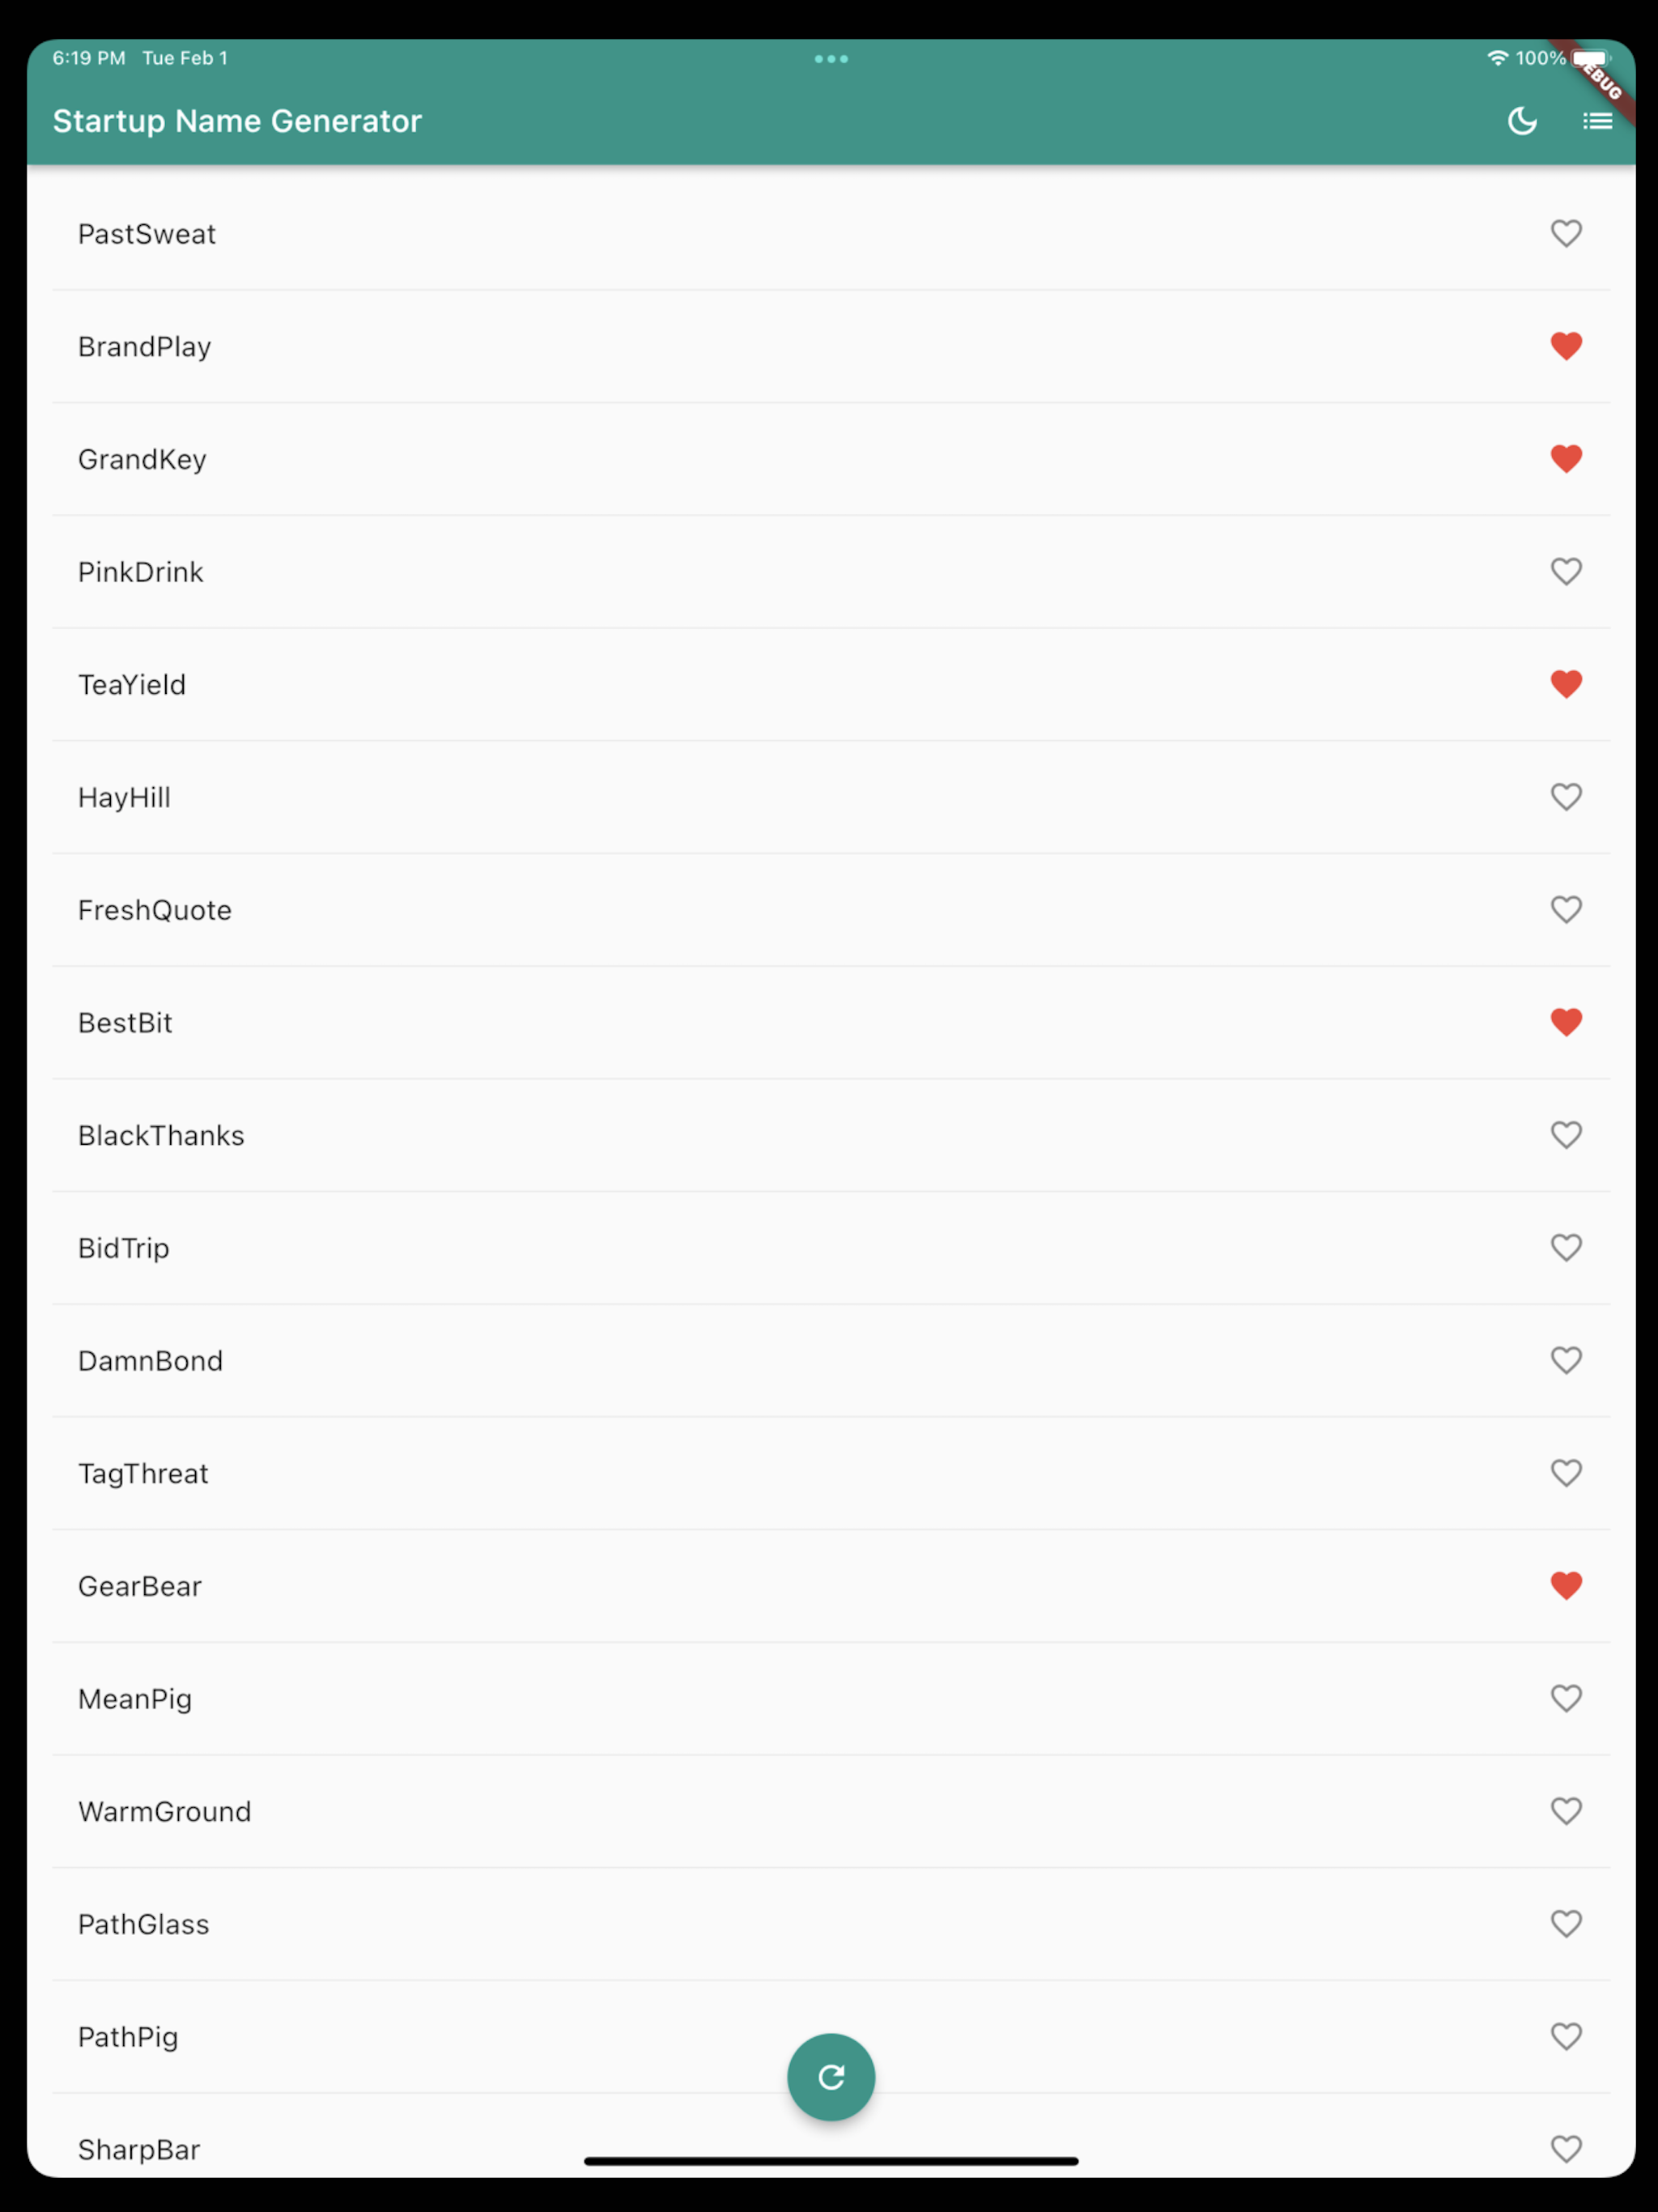 6:19 PM Tue Feb 1
100%
EBUG
Startup Name Generator
PastSweat
BrandPlay
GrandKey
PinkDrink
TeaYield
HayHill
FreshQuote
BestBit
BlackThanks
BidTrip
DamnBond
TagThreat
GearBear
MeanPig
WarmGround
PathGlass
PathPig
SharpBar